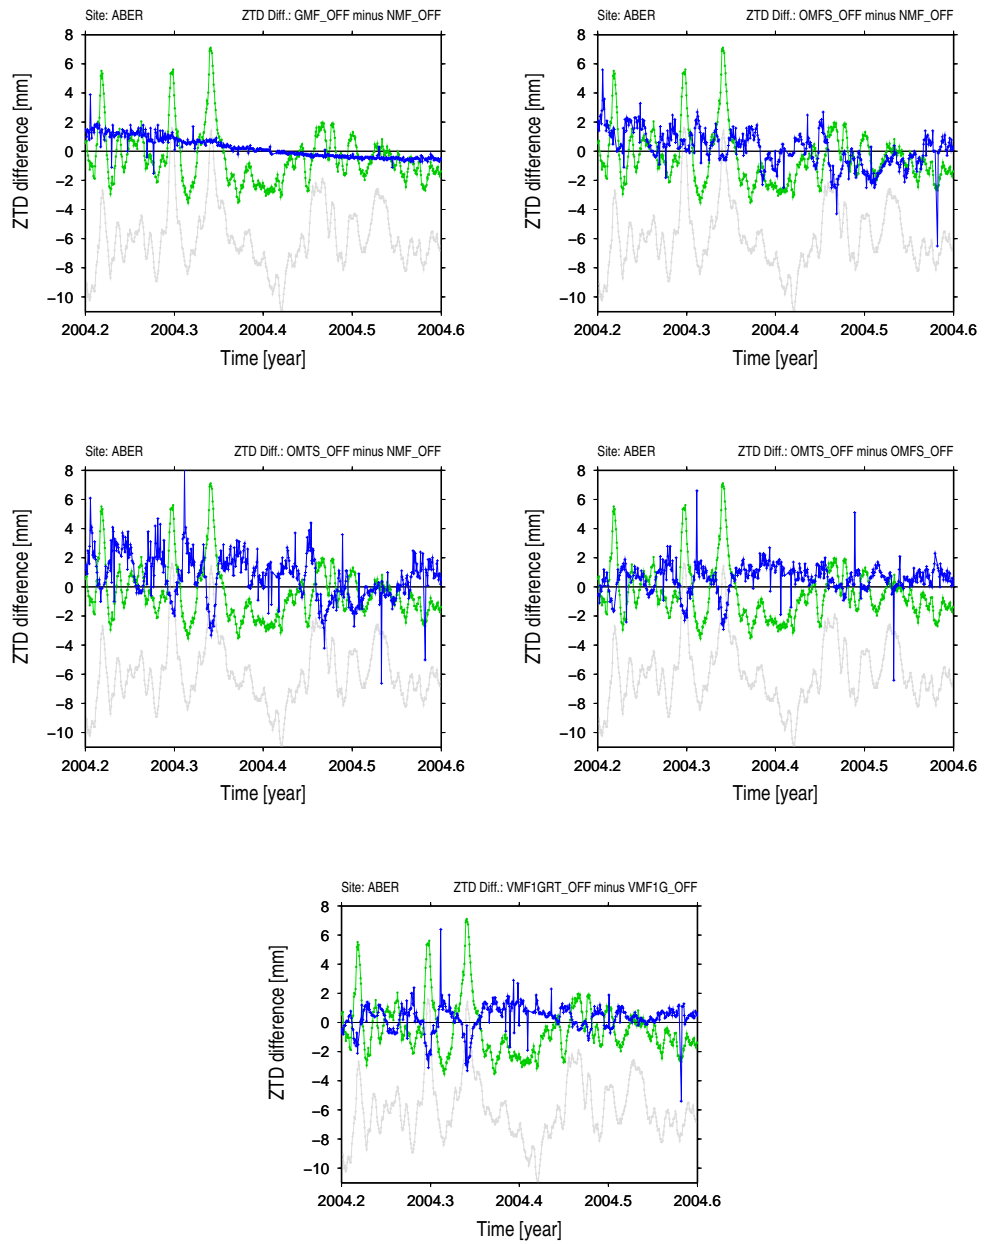 Site: ABER ZTD Diff.: GMF_OFF minus NMF_OFF
8
6
4
2
0
−2
−4
−6
−8
−10
ZTD difference [mm]
2004.2 2004.3 2004.4 2004.5 2004.6
Time [year]
Site: ABER ZTD Diff.: OMFS_OFF minus NMF_OFF
8
6
4
2
0
−2
−4
−6
−8
−10
ZTD difference [mm]
2004.2 2004.3 2004.4 2004.5 2004.6
Time [year]
Site: ABER ZTD Diff.: OMTS_OFF minus NMF_OFF
8
6
4
2
0
−2
−4
−6
−8
−10
ZTD difference [mm]
2004.2 2004.3 2004.4 2004.5 2004.6
Time [year]
Site: ABER ZTD Diff.: OMTS_OFF minus OMFS_OFF
8
6
4
2
0
−2
−4
−6
−8
−10
ZTD difference [mm]
2004.2 2004.3 2004.4 2004.5 2004.6
Time [year]
Site: ABER ZTD Diff.: VMF1GRT_OFF minus VMF1G_OFF
8
6
4
2
0
−2
−4
−6
−8
−10
ZTD difference [mm]
2004.2 2004.3 2004.4 2004.5 2004.6
Time [year]